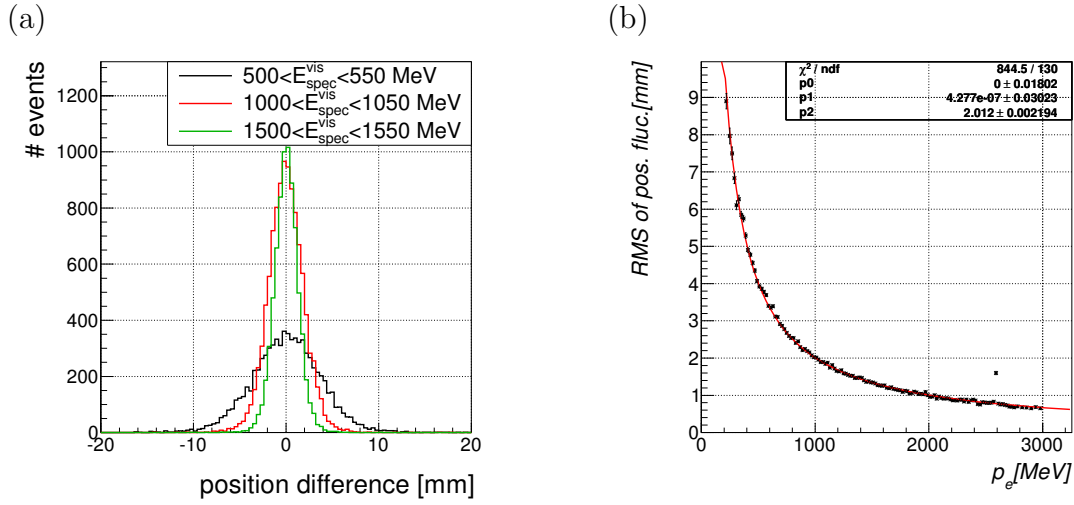 (a)
# events
1200
1000
800
600
400
200
0
-20 -10 0 10 20
position difference [mm]
500<E^vis_spec<550 MeV
1000<E^vis_spec<1050 MeV
1500<E^vis_spec<1550 MeV
(b)
RMS of pos. fluc.[mm]
9
8
7
6
5
4
3
2
1
0
0 1000 2000 3000
p_e[MeV]
χ² / ndf 844.5 / 130
p0 0 ± 0.01802
p1 4.277e-07 ± 0.03023
p2 2.012 ± 0.002194